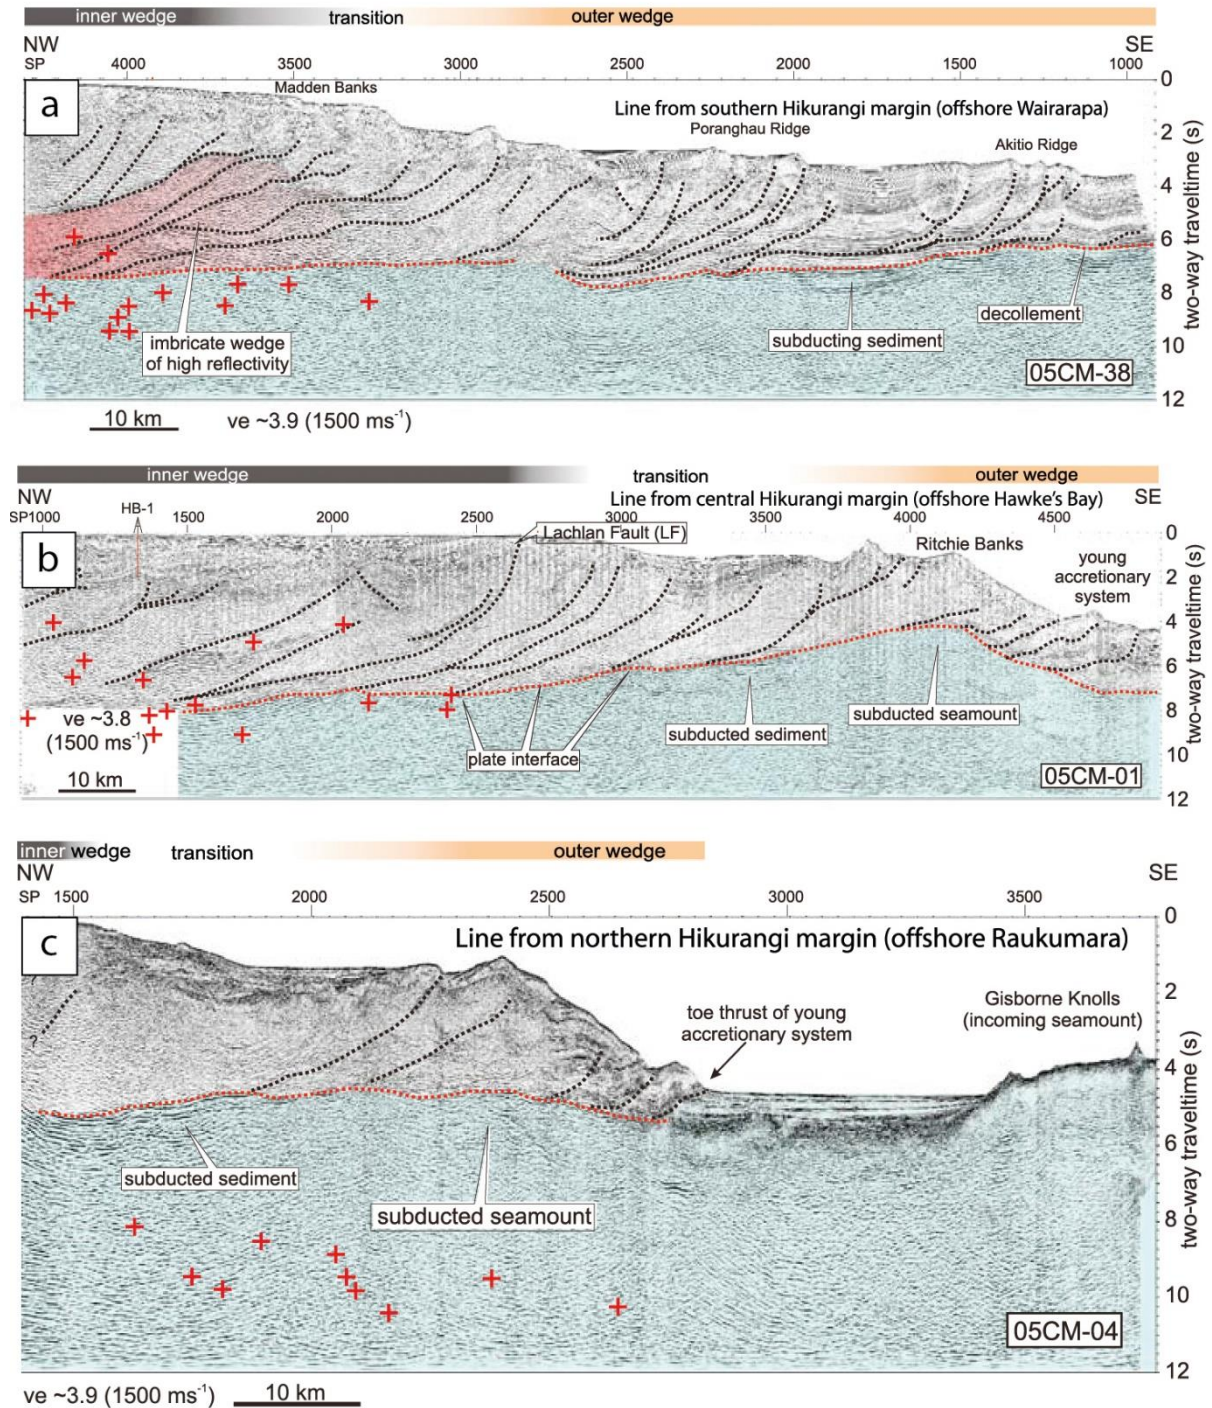 inner wedge transition outer wedge
NW SE
SP 4000 3500 3000 2500 2000 1500 1000
0
a
Madden Banks
Line from southern Hikurangi margin (offshore Wairarapa)
Poranghau Ridge
Akitio Ridge
2
4
6
8
10
12
two-way traveltime (s)
imbricate wedge
of high reflectivity
subducting sediment
decollement
05CM-38
10 km ve ~3.9 (1500 ms⁻¹)
inner wedge transition outer wedge
NW Line from central Hikurangi margin (offshore Hawke's Bay) SE
HB-1
SP1000 1500 2000 2500 3000 3500 4000 4500
0
b
Lachlan Fault (LF)
Ritchie Banks
young
accretionary
system
2
4
6
8
10
12
two-way traveltime (s)
ve ~3.8
(1500 ms⁻¹)
10 km
plate interface
subducted sediment
subducted seamount
05CM-01
inner wedge transition outer wedge
NW SE
SP 1500 2000 2500 3000 3500
0
c
Line from northern Hikurangi margin (offshore Raukumara)
toe thrust of young
accretionary system
Gisborne Knolls
(incoming seamount)
?
?
2
4
6
8
10
12
two-way traveltime (s)
subducted sediment
subducted seamount
05CM-04
ve ~3.9 (1500 ms⁻¹) 10 km